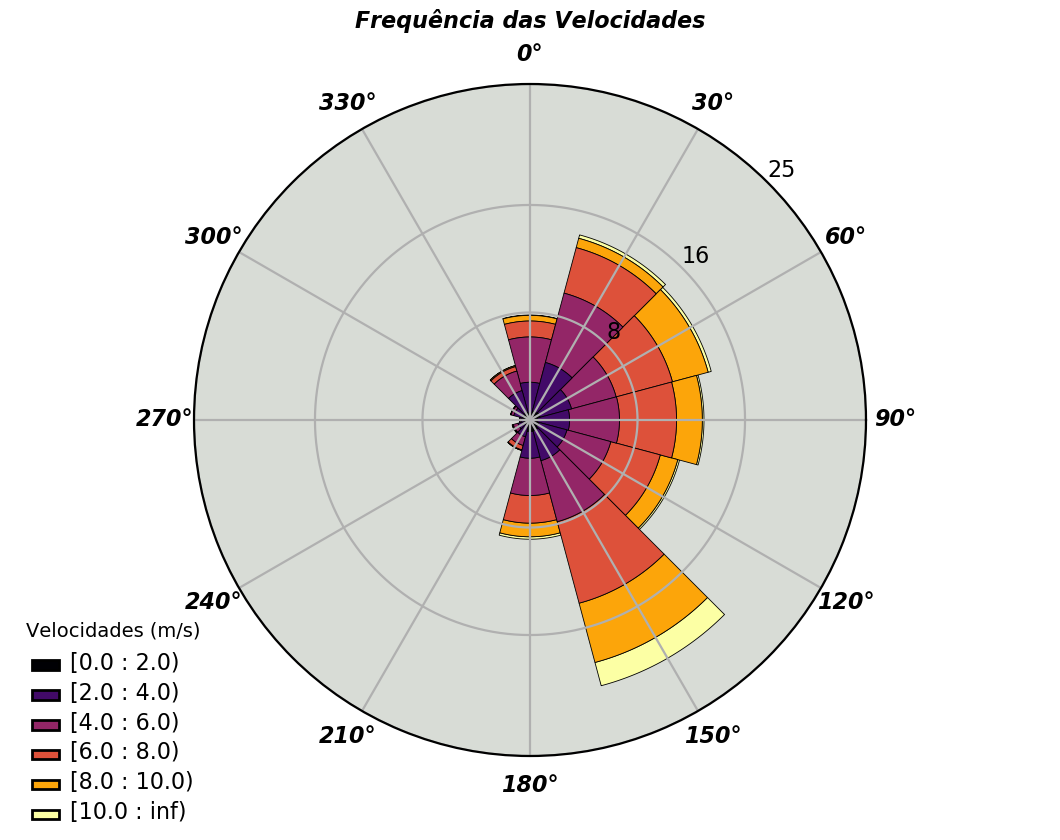 Frequência das Velocidades
0°
330°
30°
25
300°
60°
16
8
270°
90°
240°
120°
210°
150°
180°
Velocidades (m/s)
[0.0 : 2.0)
[2.0 : 4.0)
[4.0 : 6.0)
[6.0 : 8.0)
[8.0 : 10.0)
[10.0 : inf)